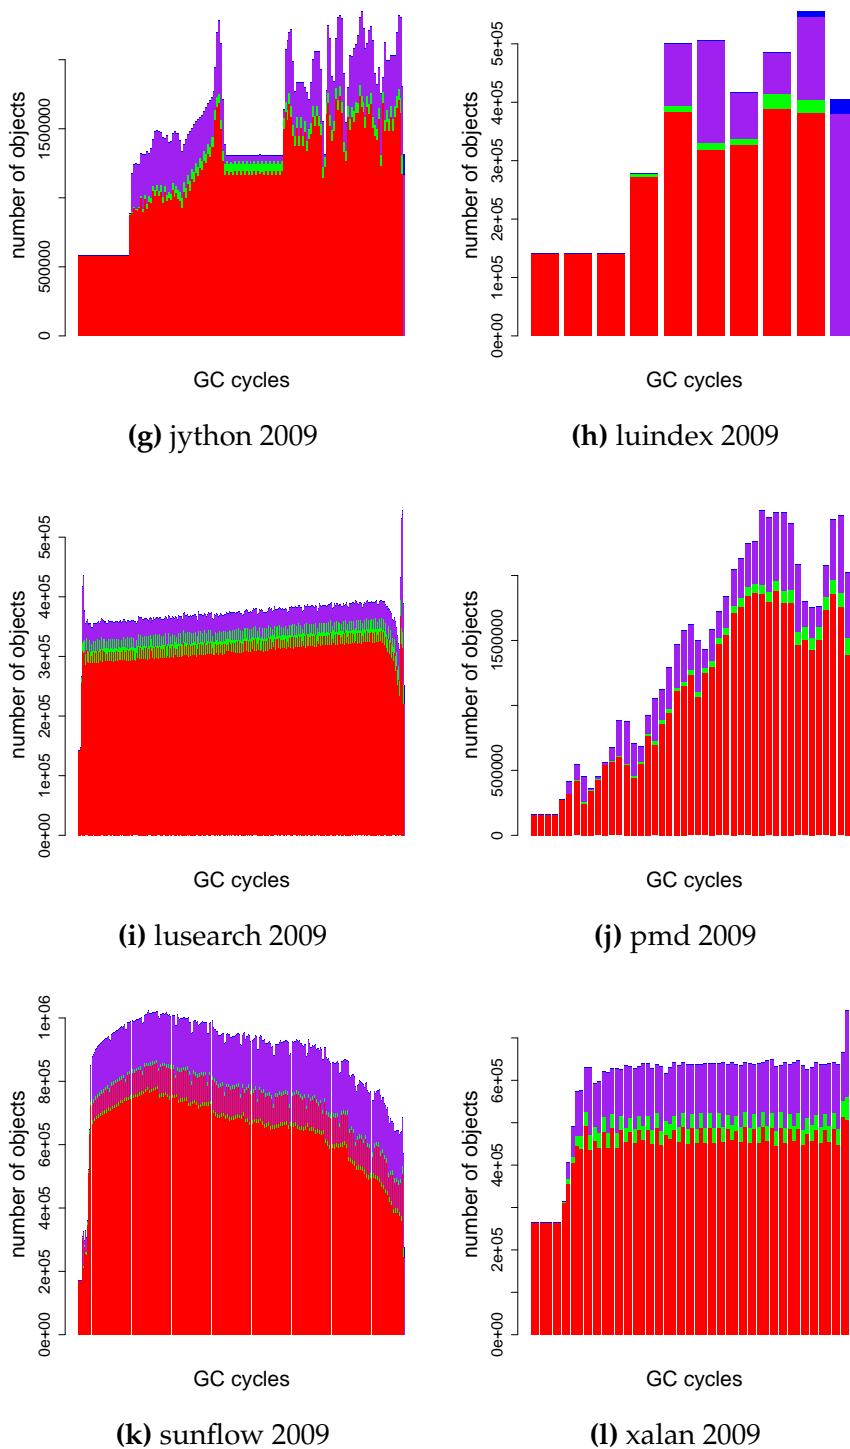 number of objects
0
500000
1500000
GC cycles
(g) jython 2009
number of objects
0e+00
1e+05
2e+05
3e+05
4e+05
5e+05
GC cycles
(h) luindex 2009
number of objects
0e+00
1e+05
2e+05
3e+05
4e+05
5e+05
GC cycles
(i) lusearch 2009
number of objects
0
500000
1500000
GC cycles
(j) pmd 2009
number of objects
0e+00
2e+05
4e+05
6e+05
8e+05
1e+06
GC cycles
(k) sunflow 2009
number of objects
0e+00
2e+05
4e+05
6e+05
GC cycles
(l) xalan 2009